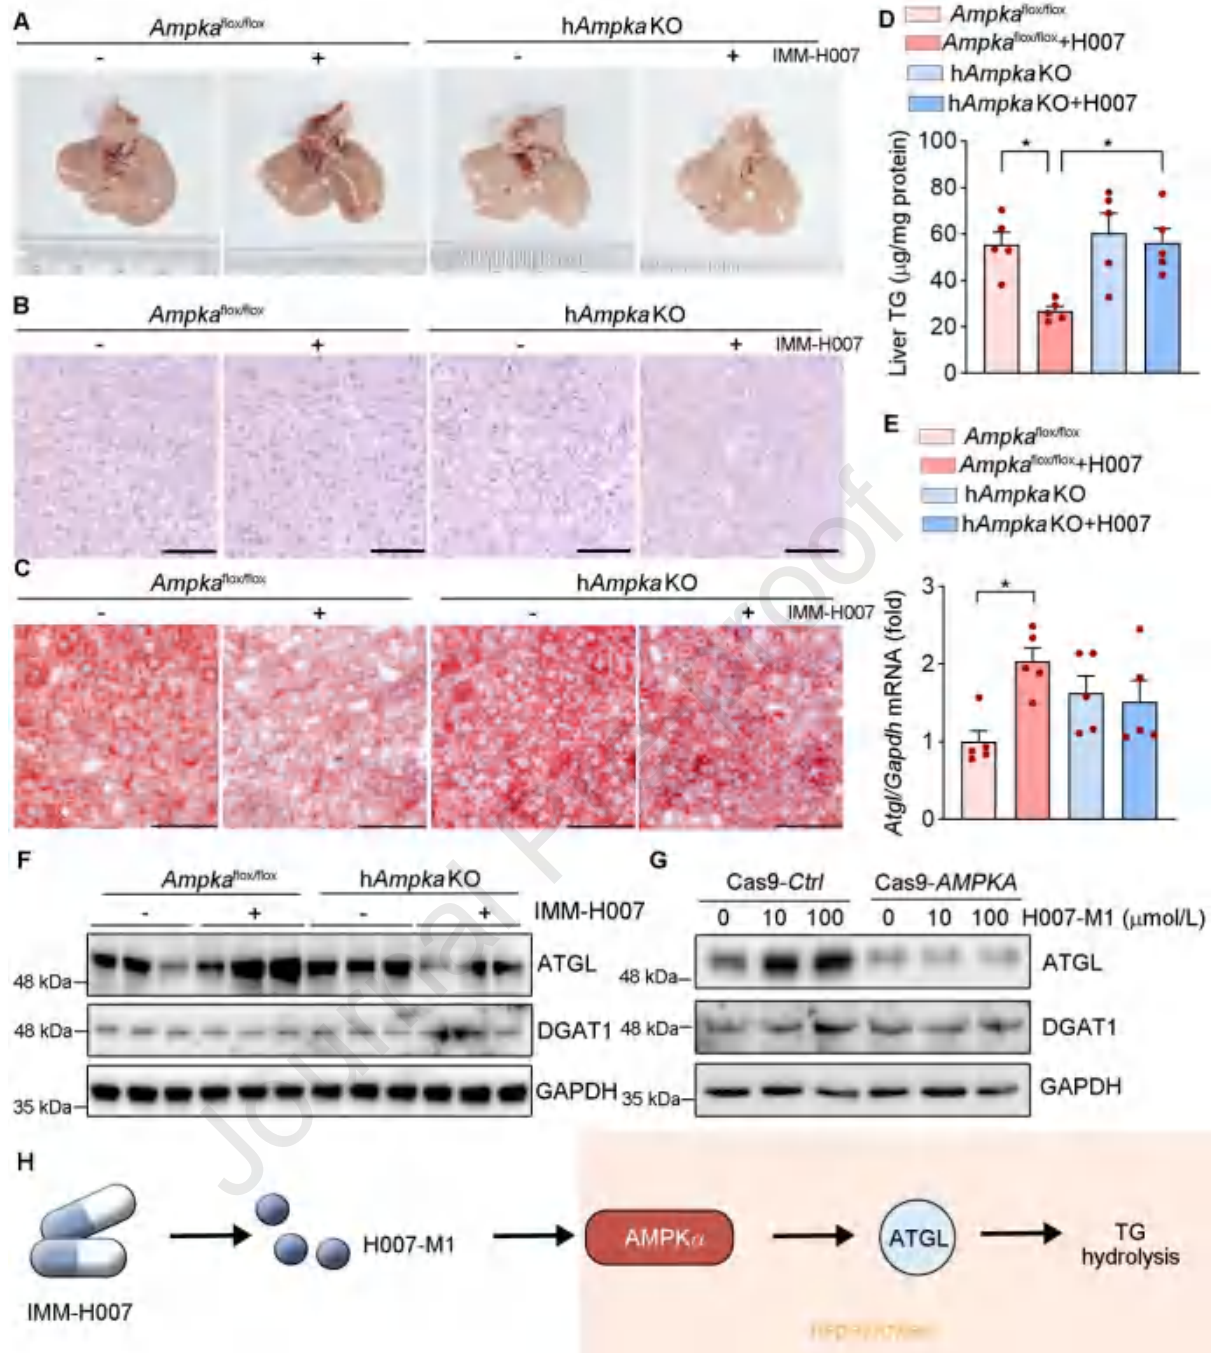 A
Ampkaflox/flox
hAmpka KO
- + - + IMM-H007
B
Ampkaflox/flox
hAmpka KO
- + - + IMM-H007
C
Ampkaflox/flox
hAmpka KO
- + - + IMM-H007
D
Ampkaflox/flox
Ampkaflox/flox+H007
hAmpka KO
hAmpka KO+H007
Liver TG (μg/mg protein)
100
80
60
40
20
0
* *
E
Ampkaflox/flox
Ampkaflox/flox+H007
hAmpka KO
hAmpka KO+H007
Atgl/Gapdh mRNA (fold)
3
2
1
0
*
F
Ampkaflox/flox
hAmpka KO
- + - + IMM-H007
ATGL
48 kDa
48 kDa
DGAT1
GAPDH
35 kDa
G
Cas9-Ctrl
Cas9-AMPKA
0 10 100 0 10 100 H007-M1 (μmol/L)
ATGL
48 kDa
48 kDa
DGAT1
GAPDH
35 kDa
H
IMM-H007
H007-M1
AMPKα
ATGL
TG
hydrolysis
Journal Pre-proof